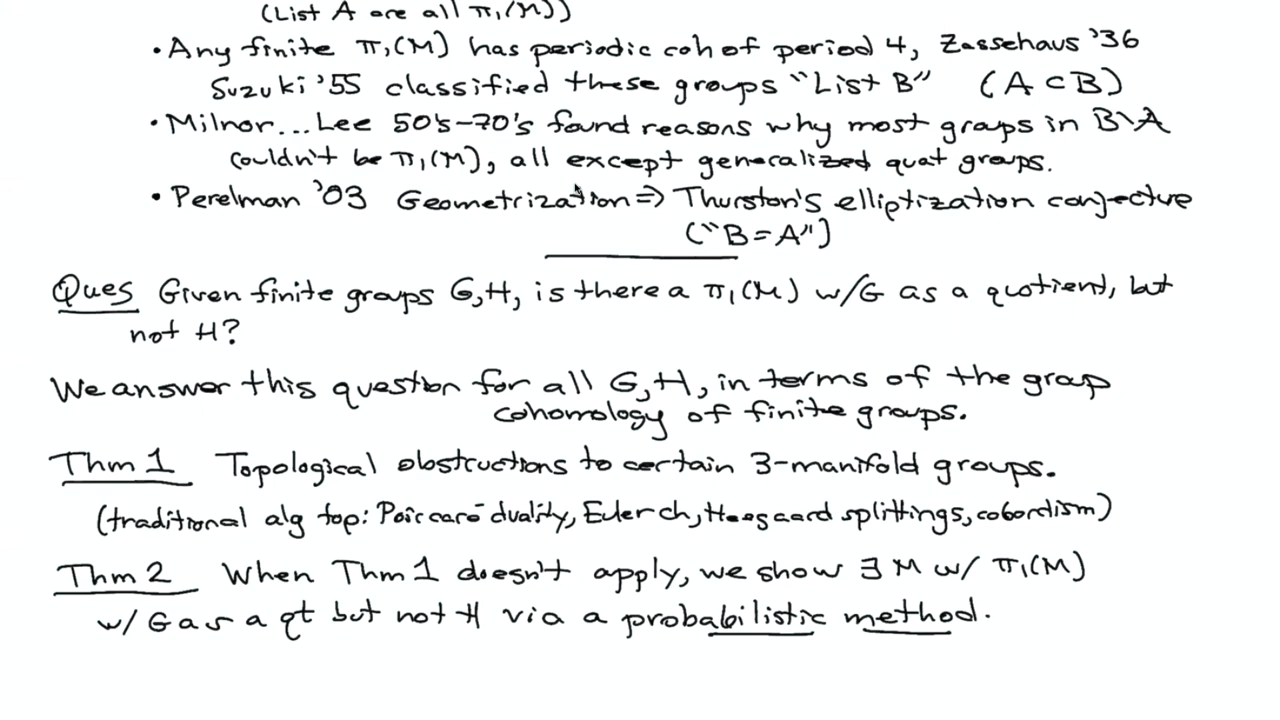 (List A are all π₁(M))
• Any finite π₁(M) has periodic coh of period 4, Zassehaus '36
Suzuki '55 classified these groups "List B" (A ⊂ B)
• Milnor...Lee 50's-70's found reasons why most groups in B\A
couldn't be π₁(M), all except generalized quat groups.
• Perelman '03 Geometrization ⇒ Thurston's elliptization conjective
("B = A")
Ques Given finite groups G,H, is there a π₁(M) w/G as a quotient, but
not H?
We answer this question for all G,H, in terms of the group
cohomology of finite groups.
Thm 1 Topological obstructions to certain 3-manifold groups.
(traditional alg top: Poincaré duality, Euler ch, Heegaard splittings, cobordism)
Thm 2 When Thm 1 doesn't apply, we show ∃ M w/ π₁(M)
w/ G as a qt but not H via a probabilistic method.